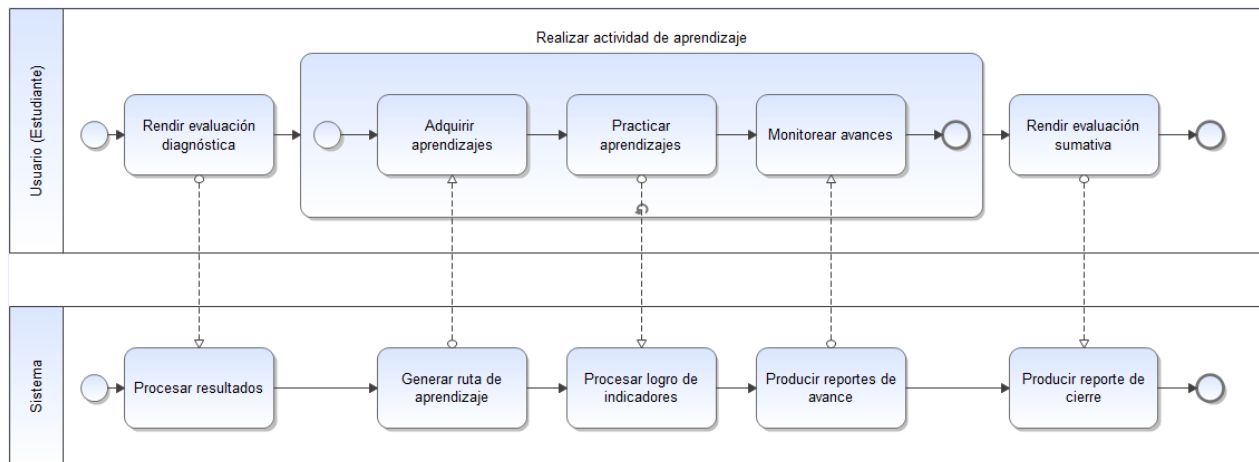 Usuario (Estudiante)
Realizar actividad de aprendizaje
Rendir evaluación
diagnóstica
Adquirir
aprendizajes
Practicar
aprendizajes
Monitorear avances
Rendir evaluación
sumativa
Sistema
Procesar resultados
Generar ruta de
aprendizaje
Procesar logro de
indicadores
Producir reportes de
avance
Producir reporte de
cierre